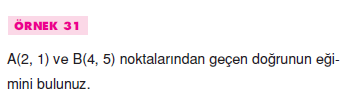 ÖRNEK 31
A(2, 1) ve B(4, 5) noktalarından geçen doğrunun eği-
mini bulunuz.